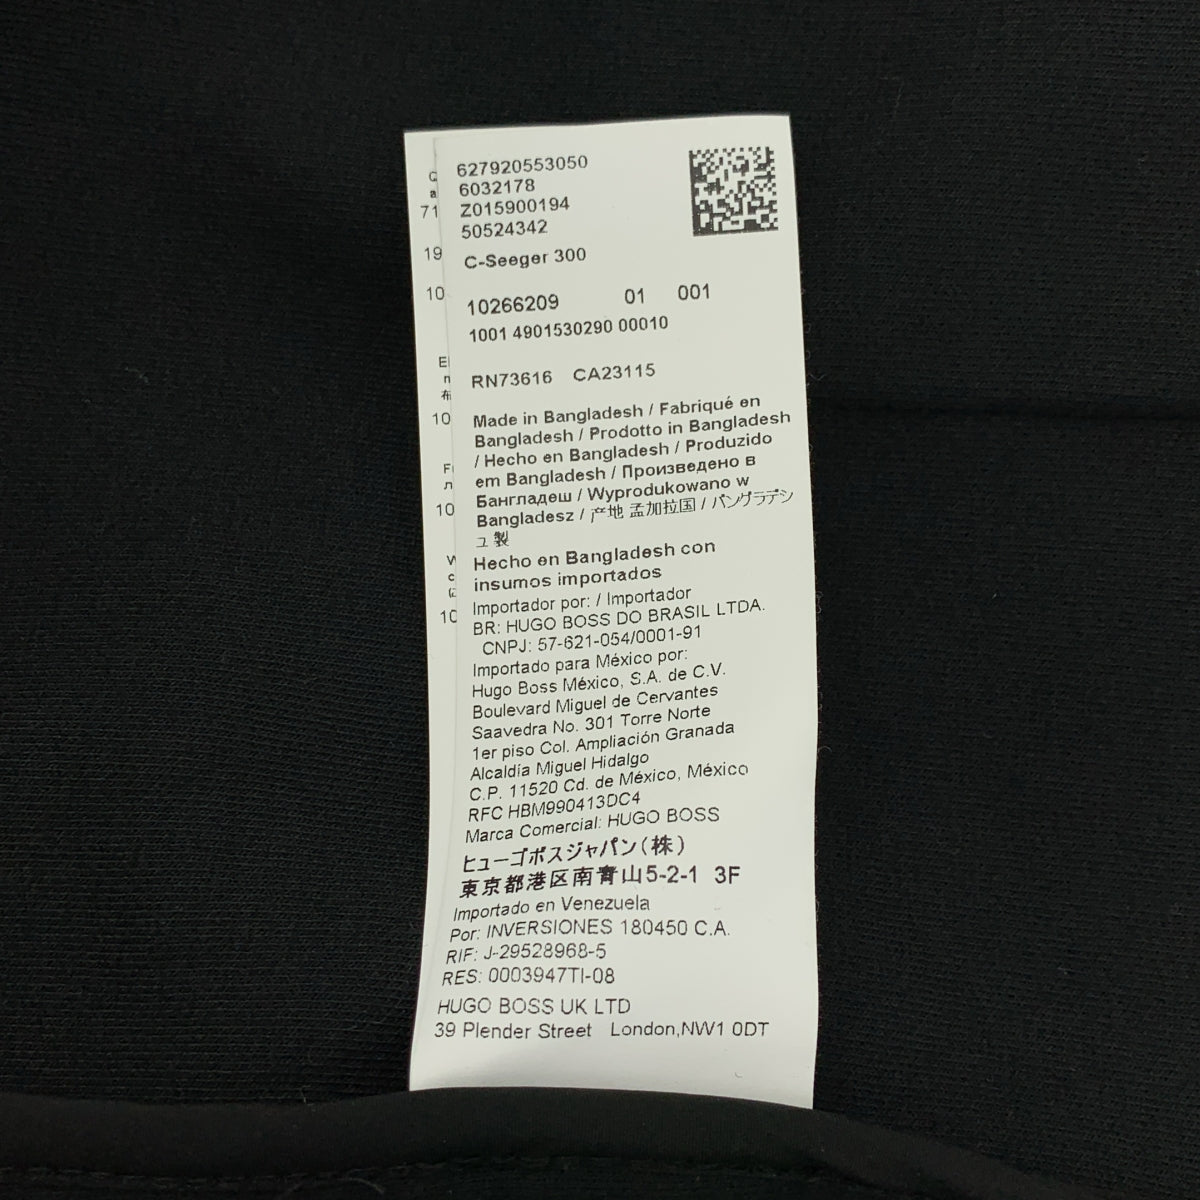 627920553050
6032178
Z015900194
50524342
C-Seeger 300
10266209 01 001
1001 4901530290 00010
RN73616 CA23115
Made in Bangladesh / Fabriqué en
Bangladesh / Prodotto in Bangladesh
/ Hecho en Bangladesh / Produzido
em Bangladesh / Произведено в
Бангладеш / Wyprodukowano w
Bangladesz / 产地 孟加拉国 / バングラデシ
ュ製
Hecho en Bangladesh con
insumos importados
Importador por: / Importador
BR: HUGO BOSS DO BRASIL LTDA.
CNPJ: 57-621-054/0001-91
Importado para México por:
Hugo Boss México, S.A. de C.V.
Boulevard Miguel de Cervantes
Saavedra No. 301 Torre Norte
1er piso Col. Ampliación Granada
Alcaldía Miguel Hidalgo
C.P. 11520 Cd. de México, México
RFC HBM990413DC4
Marca Comercial: HUGO BOSS
ヒューゴボスジャパン(株)
東京都港区南青山5-2-1 3F
Importado en Venezuela
Por: INVERSIONES 180450 C.A.
RIF: J-29528968-5
RES: 0003947TI-08
HUGO BOSS UK LTD
39 Plender Street London,NW1 0DT
71
19
10
10
10
10